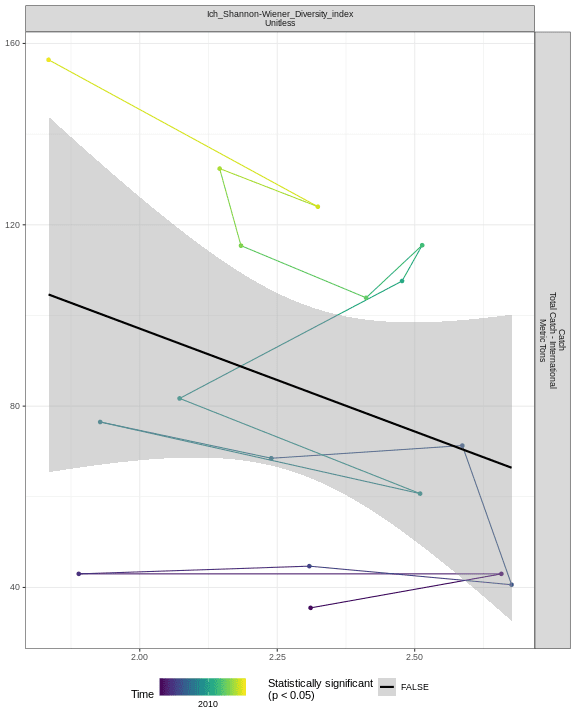 Ich_Shannon-Wiener_Diversity_index
Unitless
160
120
80
40
Catch
Total Catch - International
Metric Tons
2.00
2.25
2.50
Time
2010
Statistically significant
(p < 0.05)
FALSE